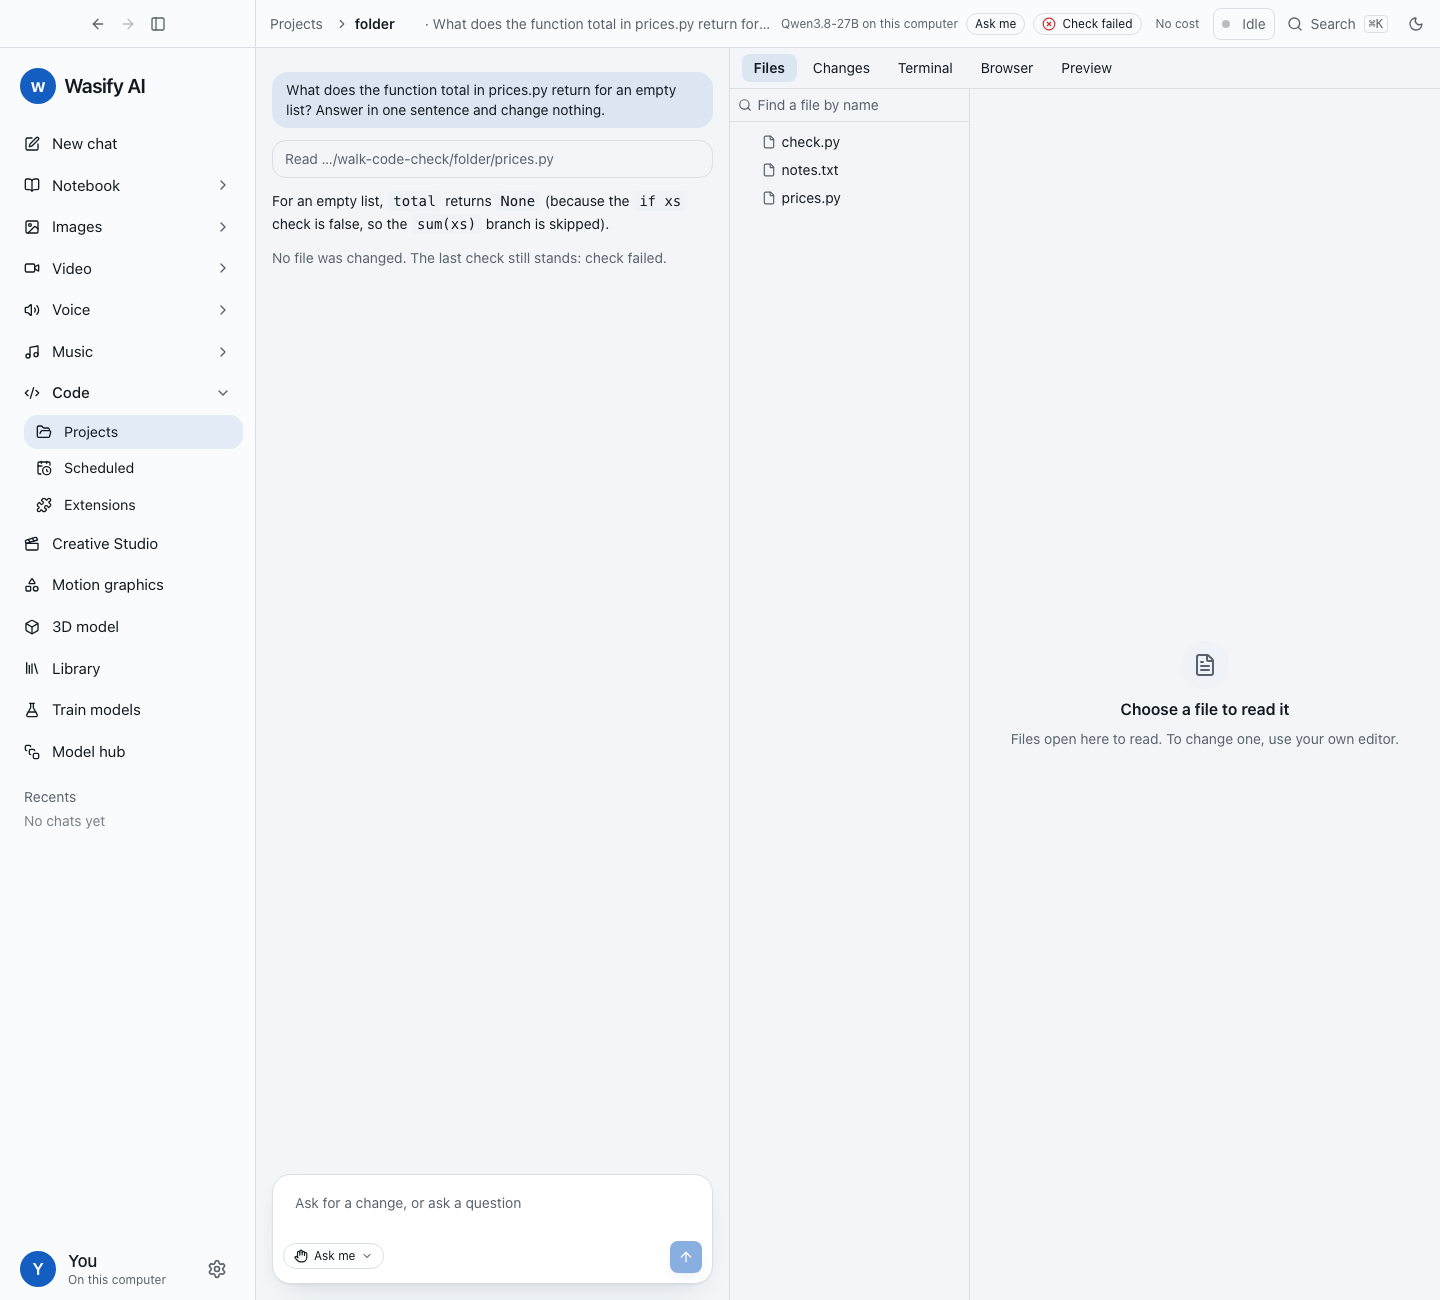 Projects > folder · What does the function total in prices.py return for... Qwen3.8-27B on this computer Ask me Check failed No cost Idle Search ⌘K
W Wasify AI
New chat
Notebook
Images
Video
Voice
Music
Code
Projects
Scheduled
Extensions
Creative Studio
Motion graphics
3D model
Library
Train models
Model hub
Recents
No chats yet
Y You
On this computer
What does the function total in prices.py return for an empty
list? Answer in one sentence and change nothing.
Read .../walk-code-check/folder/prices.py
For an empty list, total returns None (because the if xs
check is false, so the sum(xs) branch is skipped).
No file was changed. The last check still stands: check failed.
Ask for a change, or ask a question
Ask me
Files Changes Terminal Browser Preview
Find a file by name
check.py
notes.txt
prices.py
Choose a file to read it
Files open here to read. To change one, use your own editor.